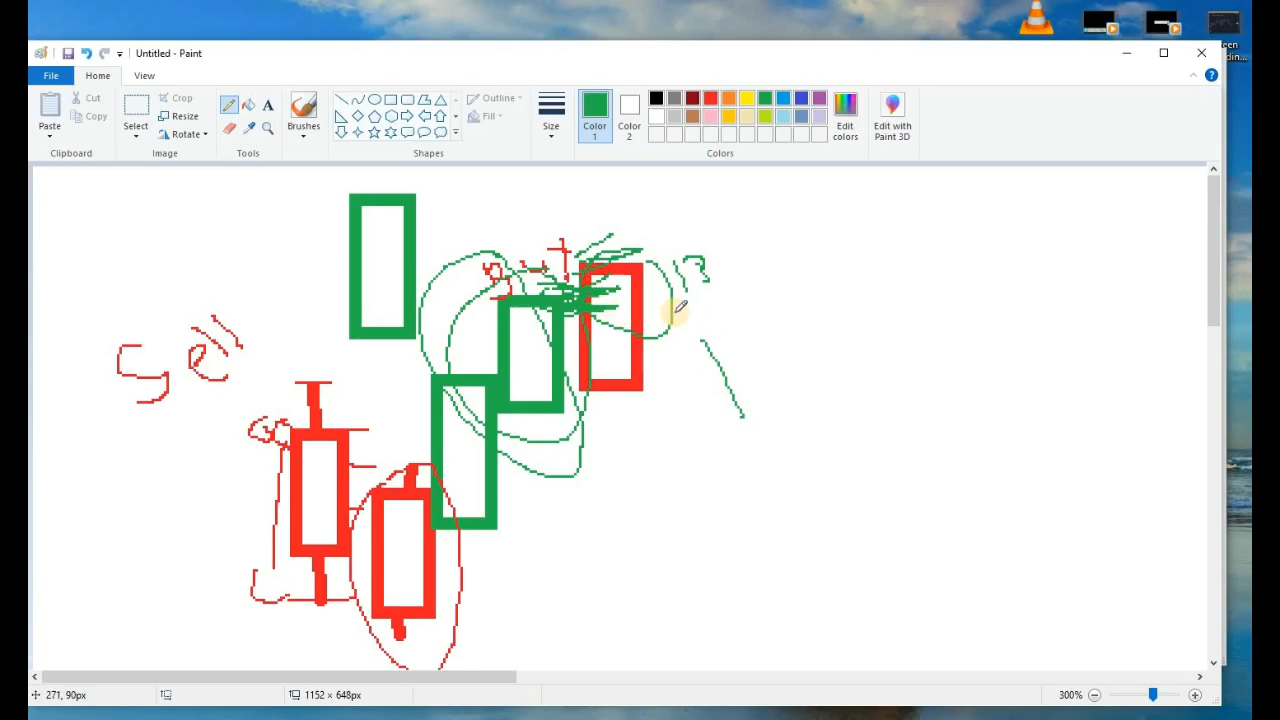 Untitled - Paint
File
Home
View
Paste
Cut
Copy
Select
Crop
Resize
Rotate
Brushes
Outline
Fill
Size
Color
1
Color
2
Edit
colors
Edit with
Paint 3D
Clipboard
Image
Tools
Shapes
Colors
Sell
271, 90px
1152 × 648px
300%